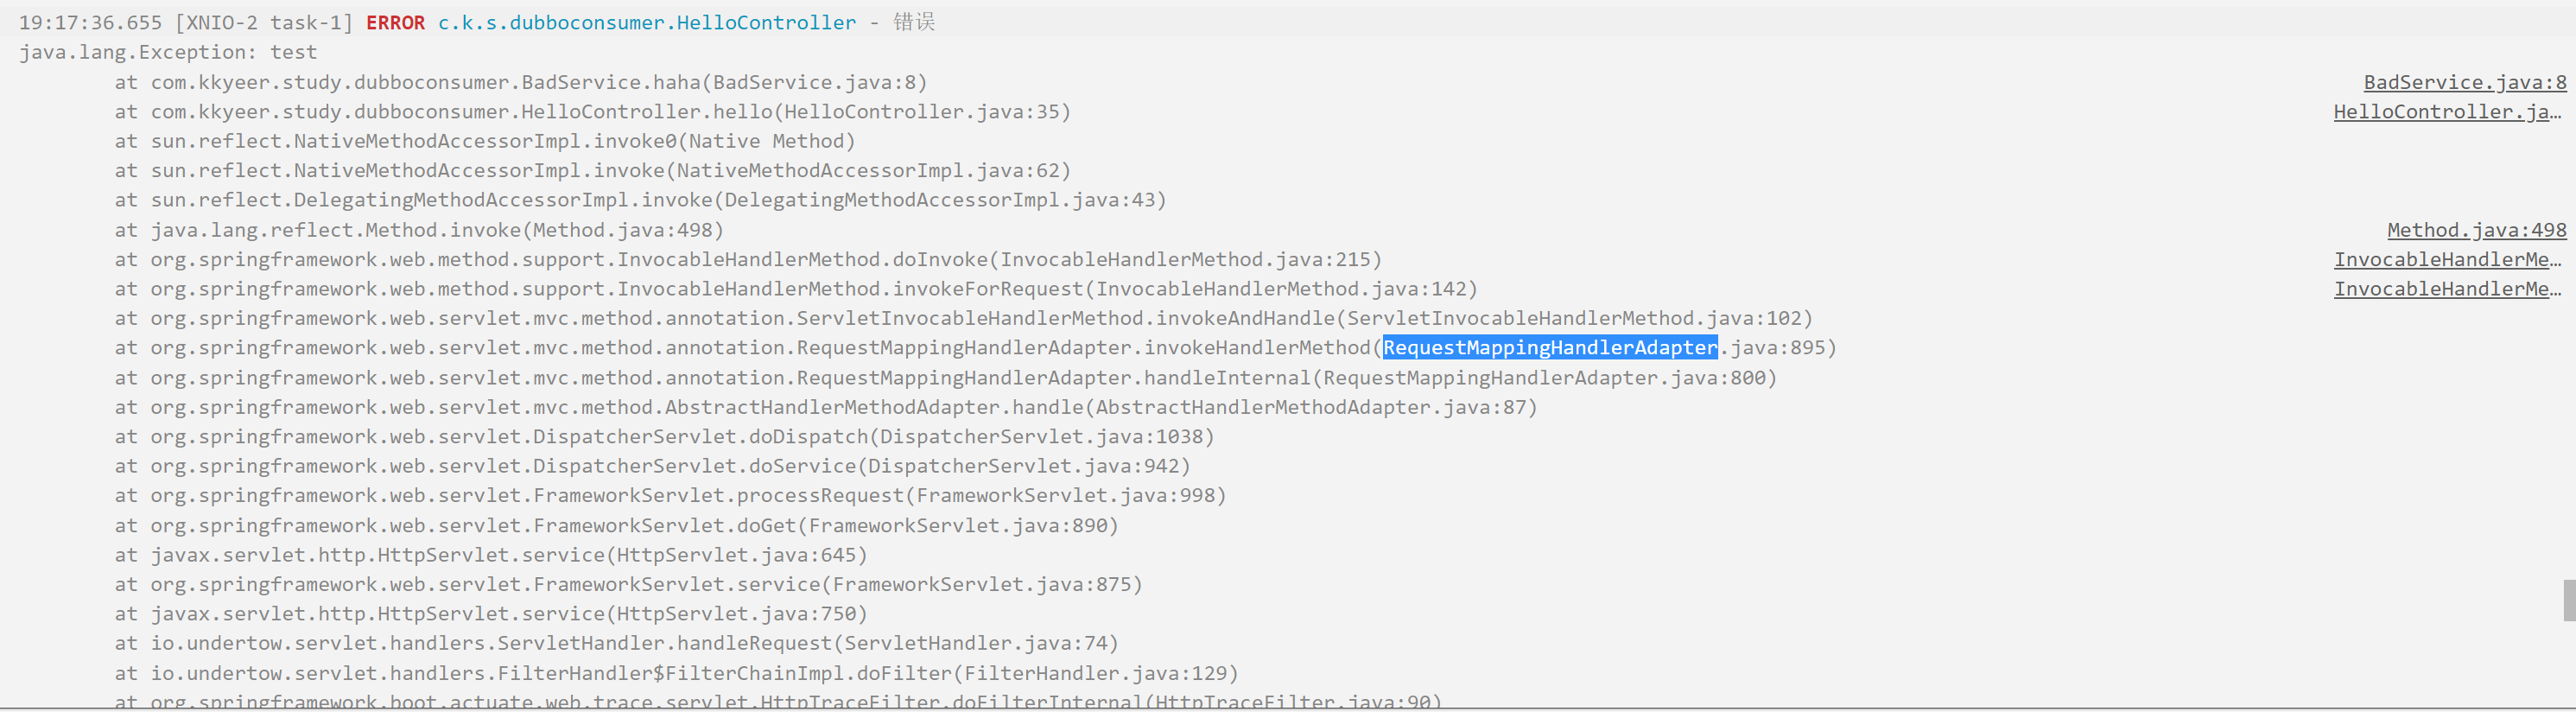 19:17:36.655 [XNIO-2 task-1] ERROR c.k.s.dubboconsumer.HelloController - 错误
java.lang.Exception: test
at com.kkyeer.study.dubboconsumer.BadService.haha(BadService.java:8) BadService.java:8
at com.kkyeer.study.dubboconsumer.HelloController.hello(HelloController.java:35) HelloController.ja…
at sun.reflect.NativeMethodAccessorImpl.invoke0(Native Method)
at sun.reflect.NativeMethodAccessorImpl.invoke(NativeMethodAccessorImpl.java:62)
at sun.reflect.DelegatingMethodAccessorImpl.invoke(DelegatingMethodAccessorImpl.java:43)
at java.lang.reflect.Method.invoke(Method.java:498) Method.java:498
at org.springframework.web.method.support.InvocableHandlerMethod.doInvoke(InvocableHandlerMethod.java:215) InvocableHandlerMe…
at org.springframework.web.method.support.InvocableHandlerMethod.invokeForRequest(InvocableHandlerMethod.java:142) InvocableHandlerMe…
at org.springframework.web.servlet.mvc.method.annotation.ServletInvocableHandlerMethod.invokeAndHandle(ServletInvocableHandlerMethod.java:102)
at org.springframework.web.servlet.mvc.method.annotation.RequestMappingHandlerAdapter.invokeHandlerMethod(RequestMappingHandlerAdapter.java:895)
at org.springframework.web.servlet.mvc.method.annotation.RequestMappingHandlerAdapter.handleInternal(RequestMappingHandlerAdapter.java:800)
at org.springframework.web.servlet.mvc.method.AbstractHandlerMethodAdapter.handle(AbstractHandlerMethodAdapter.java:87)
at org.springframework.web.servlet.DispatcherServlet.doDispatch(DispatcherServlet.java:1038)
at org.springframework.web.servlet.DispatcherServlet.doService(DispatcherServlet.java:942)
at org.springframework.web.servlet.FrameworkServlet.processRequest(FrameworkServlet.java:998)
at org.springframework.web.servlet.FrameworkServlet.doGet(FrameworkServlet.java:890)
at javax.servlet.http.HttpServlet.service(HttpServlet.java:645)
at org.springframework.web.servlet.FrameworkServlet.service(FrameworkServlet.java:875)
at javax.servlet.http.HttpServlet.service(HttpServlet.java:750)
at io.undertow.servlet.handlers.ServletHandler.handleRequest(ServletHandler.java:74)
at io.undertow.servlet.handlers.FilterHandler$FilterChainImpl.doFilter(FilterHandler.java:129)
at org.springframework.boot.actuate.web.trace.servlet.HttpTraceFilter.doFilterInternal(HttpTraceFilter.java:90)